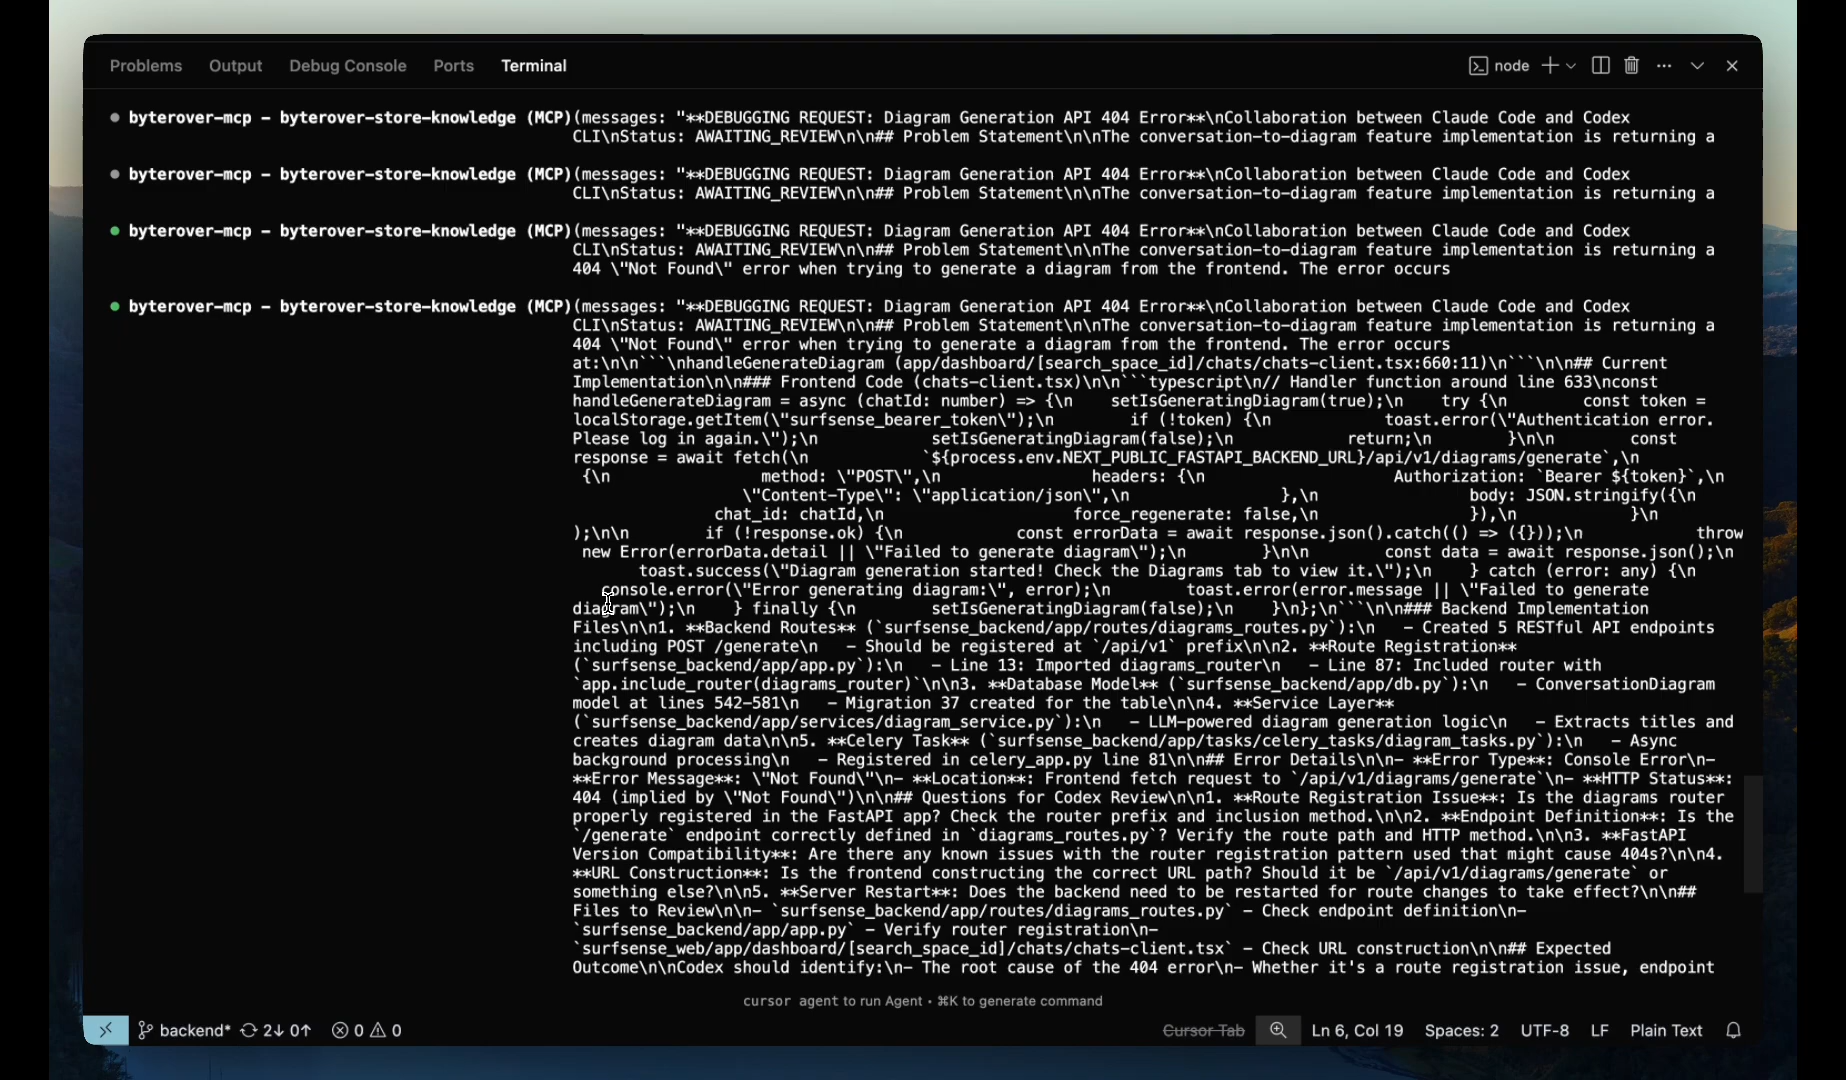 Problems Output Debug Console Ports Terminal node
byterover-mcp - byterover-store-knowledge (MCP)(messages: "**DEBUGGING REQUEST: Diagram Generation API 404 Error**\nCollaboration between Claude Code and Codex
CLI\nStatus: AWAITING_REVIEW\n\n## Problem Statement\n\nThe conversation-to-diagram feature implementation is returning a
byterover-mcp - byterover-store-knowledge (MCP)(messages: "**DEBUGGING REQUEST: Diagram Generation API 404 Error**\nCollaboration between Claude Code and Codex
CLI\nStatus: AWAITING_REVIEW\n\n## Problem Statement\n\nThe conversation-to-diagram feature implementation is returning a
byterover-mcp - byterover-store-knowledge (MCP)(messages: "**DEBUGGING REQUEST: Diagram Generation API 404 Error**\nCollaboration between Claude Code and Codex
CLI\nStatus: AWAITING_REVIEW\n\n## Problem Statement\n\nThe conversation-to-diagram feature implementation is returning a
404 \"Not Found\" error when trying to generate a diagram from the frontend. The error occurs
byterover-mcp - byterover-store-knowledge (MCP)(messages: "**DEBUGGING REQUEST: Diagram Generation API 404 Error**\nCollaboration between Claude Code and Codex
CLI\nStatus: AWAITING_REVIEW\n\n## Problem Statement\n\nThe conversation-to-diagram feature implementation is returning a
404 \"Not Found\" error when trying to generate a diagram from the frontend. The error occurs
at:\n\n```\nhandleGenerateDiagram (app/dashboard/[search_space_id]/chats/chats-client.tsx:660:11)\n```\n\n## Current
Implementation\n\n### Frontend Code (chats-client.tsx)\n\n```typescript\n// Handler function around line 633\nconst
handleGenerateDiagram = async (chatId: number) => {\n    setIsGeneratingDiagram(true);\n    try {\n        const token =
localStorage.getItem(\"surfsense_bearer_token\");\n        if (!token) {\n            toast.error(\"Authentication error.
Please log in again.\");\n            setIsGeneratingDiagram(false);\n            return;\n        }\n\n        const
response = await fetch(\n            `${process.env.NEXT_PUBLIC_FASTAPI_BACKEND_URL}/api/v1/diagrams/generate`,\n
{\n                method: \"POST\",\n                headers: {\n                    Authorization: `Bearer ${token}`,\n
\"Content-Type\": \"application/json\",\n                },\n                body: JSON.stringify({\n
chat_id: chatId,\n                    force_regenerate: false,\n                }),\n            }\n
);\n\n        if (!response.ok) {\n            const errorData = await response.json().catch(() => ({}));\n            throw
new Error(errorData.detail || \"Failed to generate diagram\");\n        }\n\n        const data = await response.json();\n
toast.success(\"Diagram generation started! Check the Diagrams tab to view it.\");\n    } catch (error: any) {\n
console.error(\"Error generating diagram:\", error);\n        toast.error(error.message || \"Failed to generate
diagram\");\n    } finally {\n        setIsGeneratingDiagram(false);\n    }\n};\n```\n\n### Backend Implementation
Files\n\n1. **Backend Routes** (`surfsense_backend/app/routes/diagrams_routes.py`):\n   - Created 5 RESTful API endpoints
including POST /generate\n   - Should be registered at `/api/v1` prefix\n\n2. **Route Registration**
(`surfsense_backend/app/app.py`):\n   - Line 13: Imported diagrams_router\n   - Line 87: Included router with
`app.include_router(diagrams_router)`\n\n3. **Database Model** (`surfsense_backend/app/db.py`):\n   - ConversationDiagram
model at lines 542-581\n   - Migration 37 created for the table\n\n4. **Service Layer**
(`surfsense_backend/app/services/diagram_service.py`):\n   - LLM-powered diagram generation logic\n   - Extracts titles and
creates diagram data\n\n5. **Celery Task** (`surfsense_backend/app/tasks/celery_tasks/diagram_tasks.py`):\n   - Async
background processing\n   - Registered in celery_app.py line 81\n\n## Error Details\n\n- **Error Type**: Console Error\n-
**Error Message**: \"Not Found\"\n- **Location**: Frontend fetch request to `/api/v1/diagrams/generate`\n- **HTTP Status**:
404 (implied by \"Not Found\")\n\n## Questions for Codex Review\n\n1. **Route Registration Issue**: Is the diagrams router
properly registered in the FastAPI app? Check the router prefix and inclusion method.\n\n2. **Endpoint Definition**: Is the
`/generate` endpoint correctly defined in `diagrams_routes.py`? Verify the route path and HTTP method.\n\n3. **FastAPI
Version Compatibility**: Are there any known issues with the router registration pattern used that might cause 404s?\n\n4.
**URL Construction**: Is the frontend constructing the correct URL path? Should it be `/api/v1/diagrams/generate` or
something else?\n\n5. **Server Restart**: Does the backend need to be restarted for route changes to take effect?\n\n##
Files to Review\n\n- `surfsense_backend/app/routes/diagrams_routes.py` - Check endpoint definition\n-
`surfsense_backend/app/app.py` - Verify router registration\n-
`surfsense_web/app/dashboard/[search_space_id]/chats/chats-client.tsx` - Check URL construction\n\n## Expected
Outcome\n\nCodex should identify:\n- The root cause of the 404 error\n- Whether it's a route registration issue, endpoint
cursor agent to run Agent • ⌘K to generate command
backend* 2↓ 0↑ 0 0 Cursor Tab Ln 6, Col 19 Spaces: 2 UTF-8 LF Plain Text